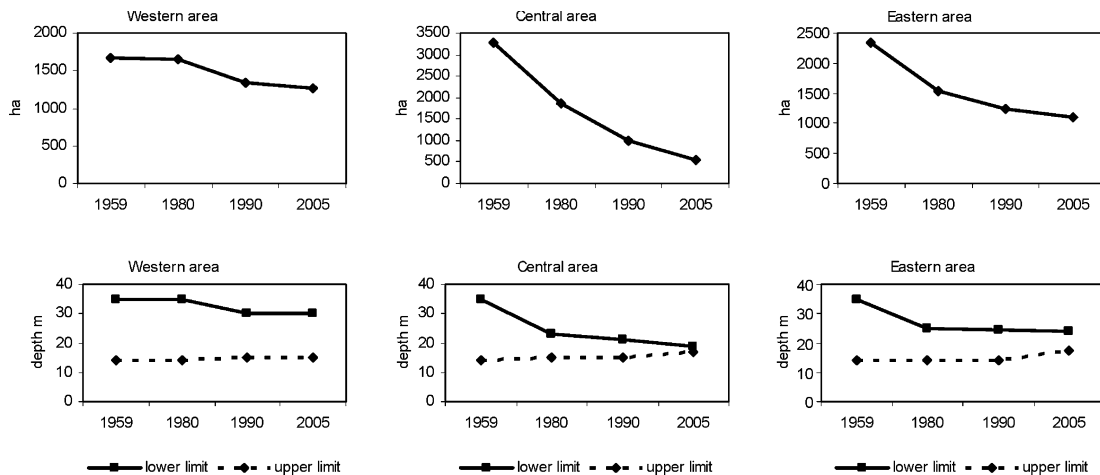 Western area
2000
1500
1000
500
0
ha
1959 1980 1990 2005
Central area
3500
3000
2500
2000
1500
1000
500
0
ha
1959 1980 1990 2005
Eastern area
2500
2000
1500
1000
500
0
ha
1959 1980 1990 2005
Western area
40
30
20
10
0
depth m
1959 1980 1990 2005
lower limit upper limit
Central area
40
30
20
10
0
depth m
1959 1980 1990 2005
lower limit upper limit
Eastern area
40
30
20
10
0
depth m
1959 1980 1990 2005
lower limit upper limit